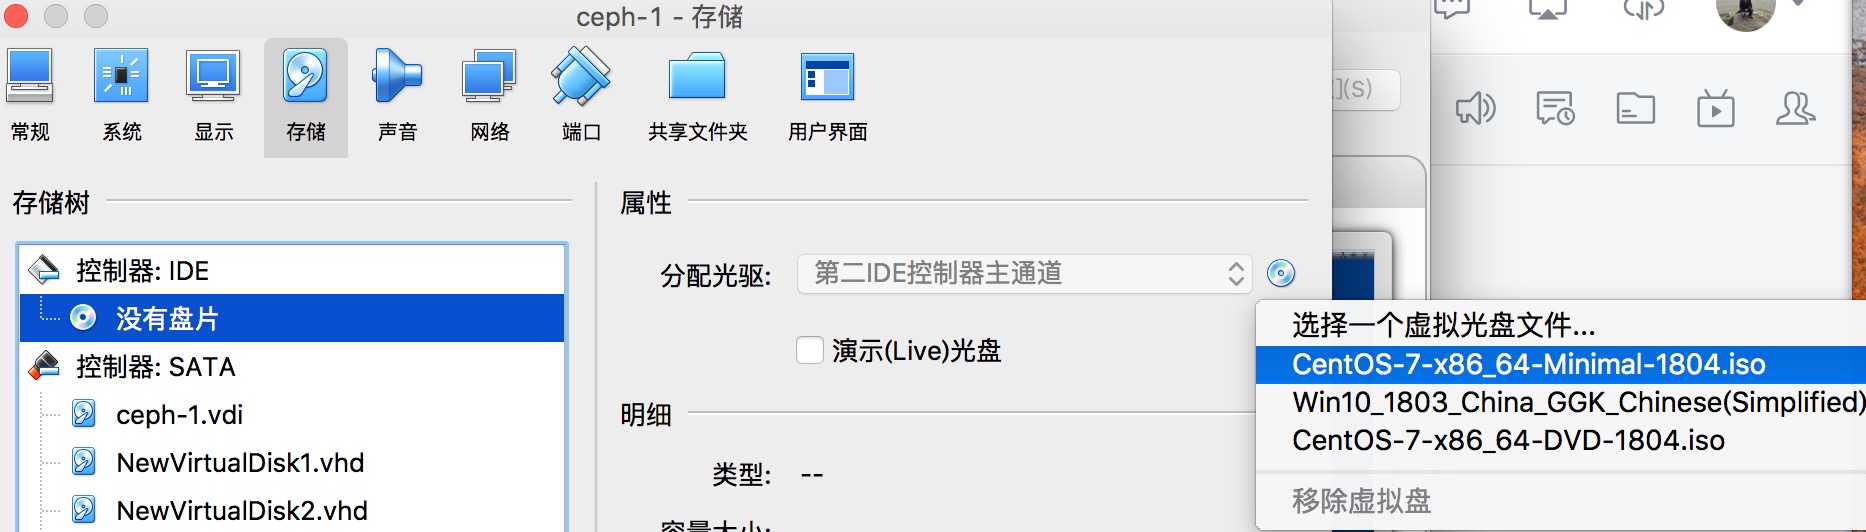 ceph-1 - 存储
常规 系统 显示 存储 声音 网络 端口 共享文件夹 用户界面
](S)
存储树
属性
控制器: IDE
没有盘片
控制器: SATA
ceph-1.vdi
NewVirtualDisk1.vhd
NewVirtualDisk2.vhd
分配光驱: 第二IDE控制器主通道
演示(Live)光盘
明细
类型: --
容量大小:
选择一个虚拟光盘文件...
CentOS-7-x86_64-Minimal-1804.iso
Win10_1803_China_GGK_Chinese(Simplified)
CentOS-7-x86_64-DVD-1804.iso
移除虚拟盘